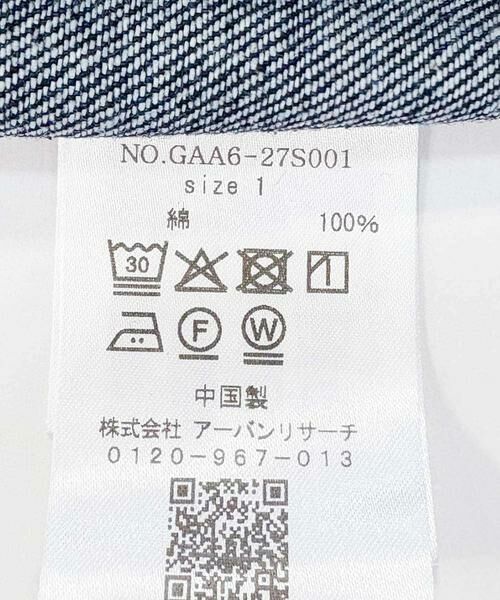 NO.GAA6-27S001
size 1
綿 100%
30
F W
中国製
株式会社 アーバンリサーチ
0120-967-013